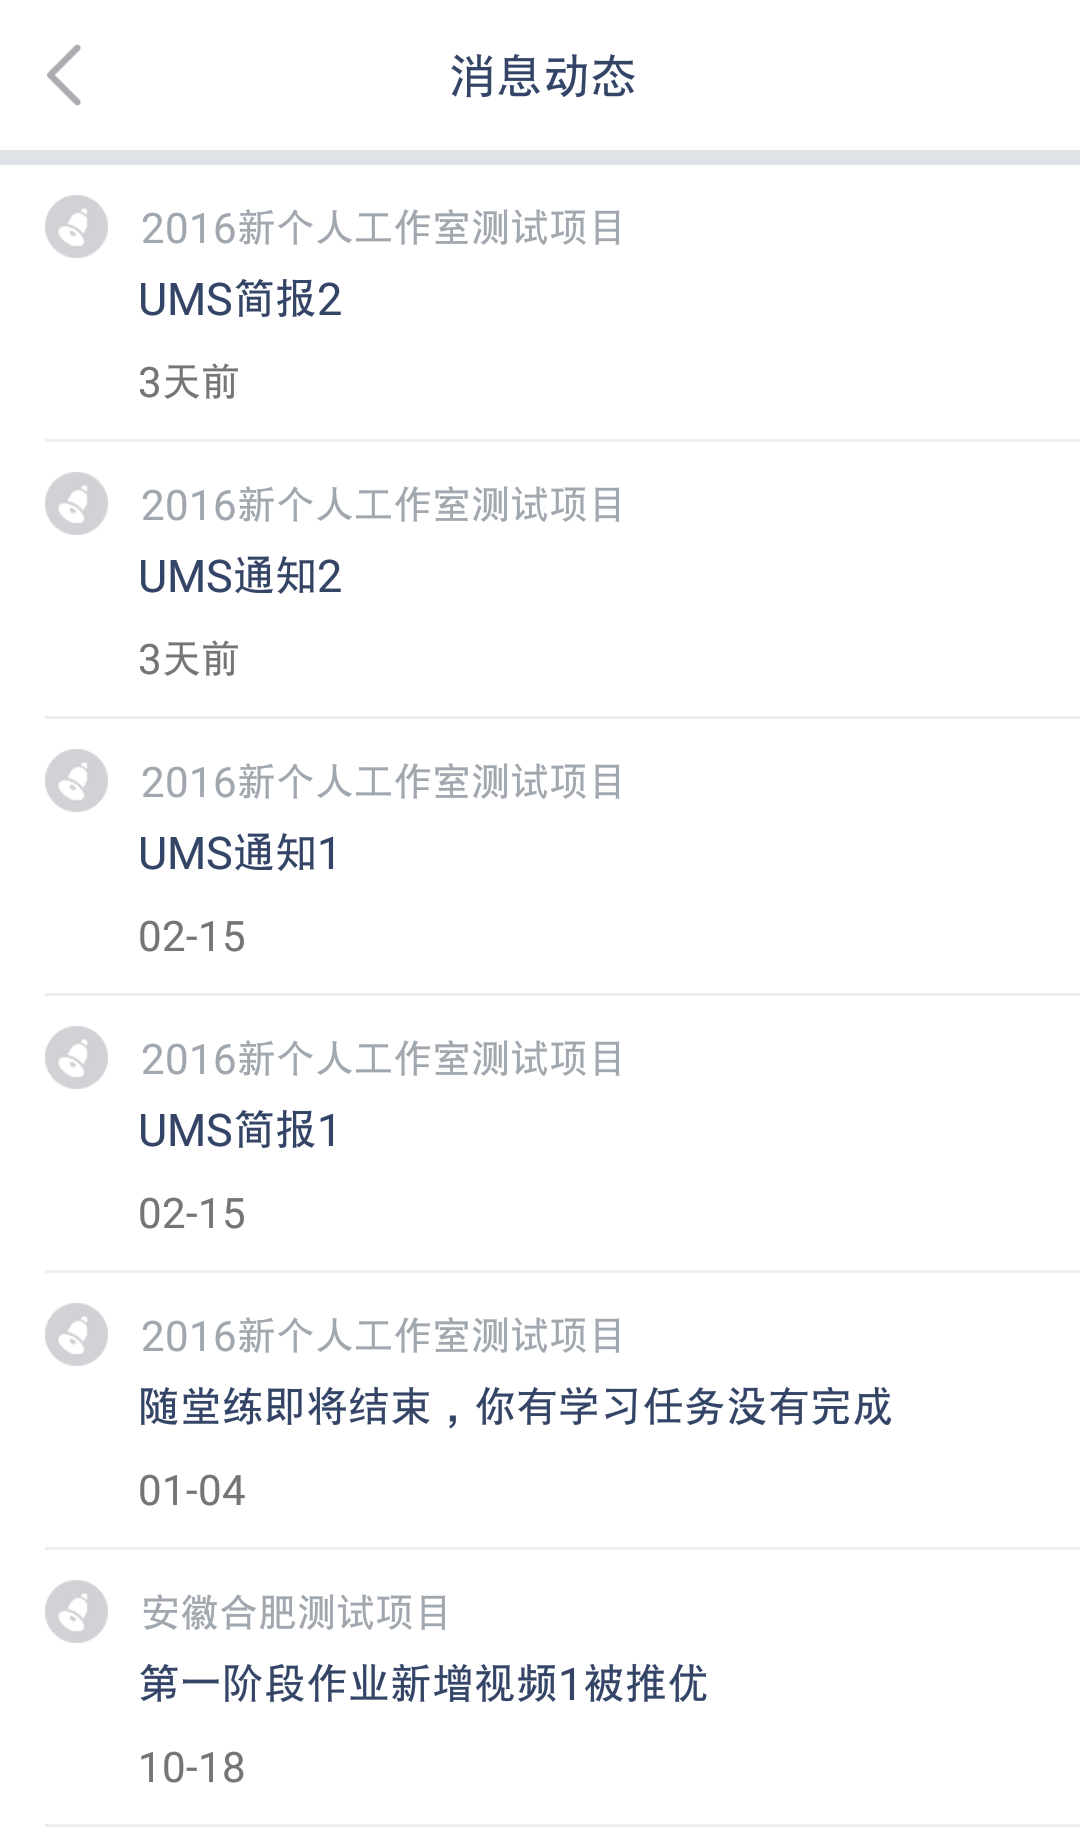 消息动态
2016新个人工作室测试项目
UMS简报2
3天前
2016新个人工作室测试项目
UMS通知2
3天前
2016新个人工作室测试项目
UMS通知1
02-15
2016新个人工作室测试项目
UMS简报1
02-15
2016新个人工作室测试项目
随堂练即将结束，你有学习任务没有完成
01-04
安徽合肥测试项目
第一阶段作业新增视频1被推优
10-18